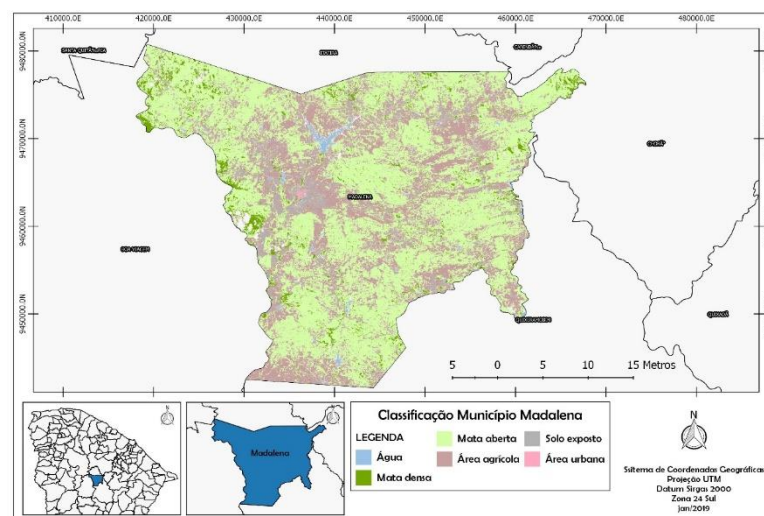 410000.0E 420000.0E 430000.0E 440000.0E 450000.0E 460000.0E 470000.0E 480000.0E
9480000.0N
9470000.0N
9460000.0N
9450000.0N
MADALENA
5 0 5 10 15 Metros
Madalena
Classificação Município Madalena
LEGENDA
Água
Mata densa
Mata aberta
Área agrícola
Solo exposto
Área urbana
N
Ssitema de Coordenadas Geográficas
Projeção UTM
Datum Sirgas 2000
Zona 24 Sul
Jan/2019